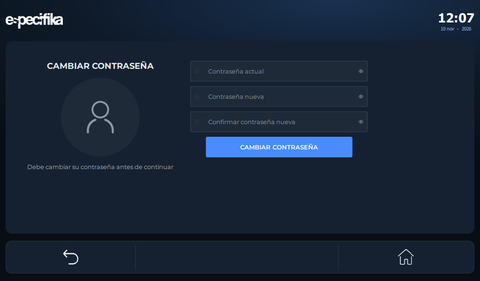 e-specifika
12:07
10 nov - 2026
CAMBIAR CONTRASEÑA
Debe cambiar su contraseña antes de continuar
Contraseña actual
Contraseña nueva
Confirmar contraseña nueva
CAMBIAR CONTRASEÑA